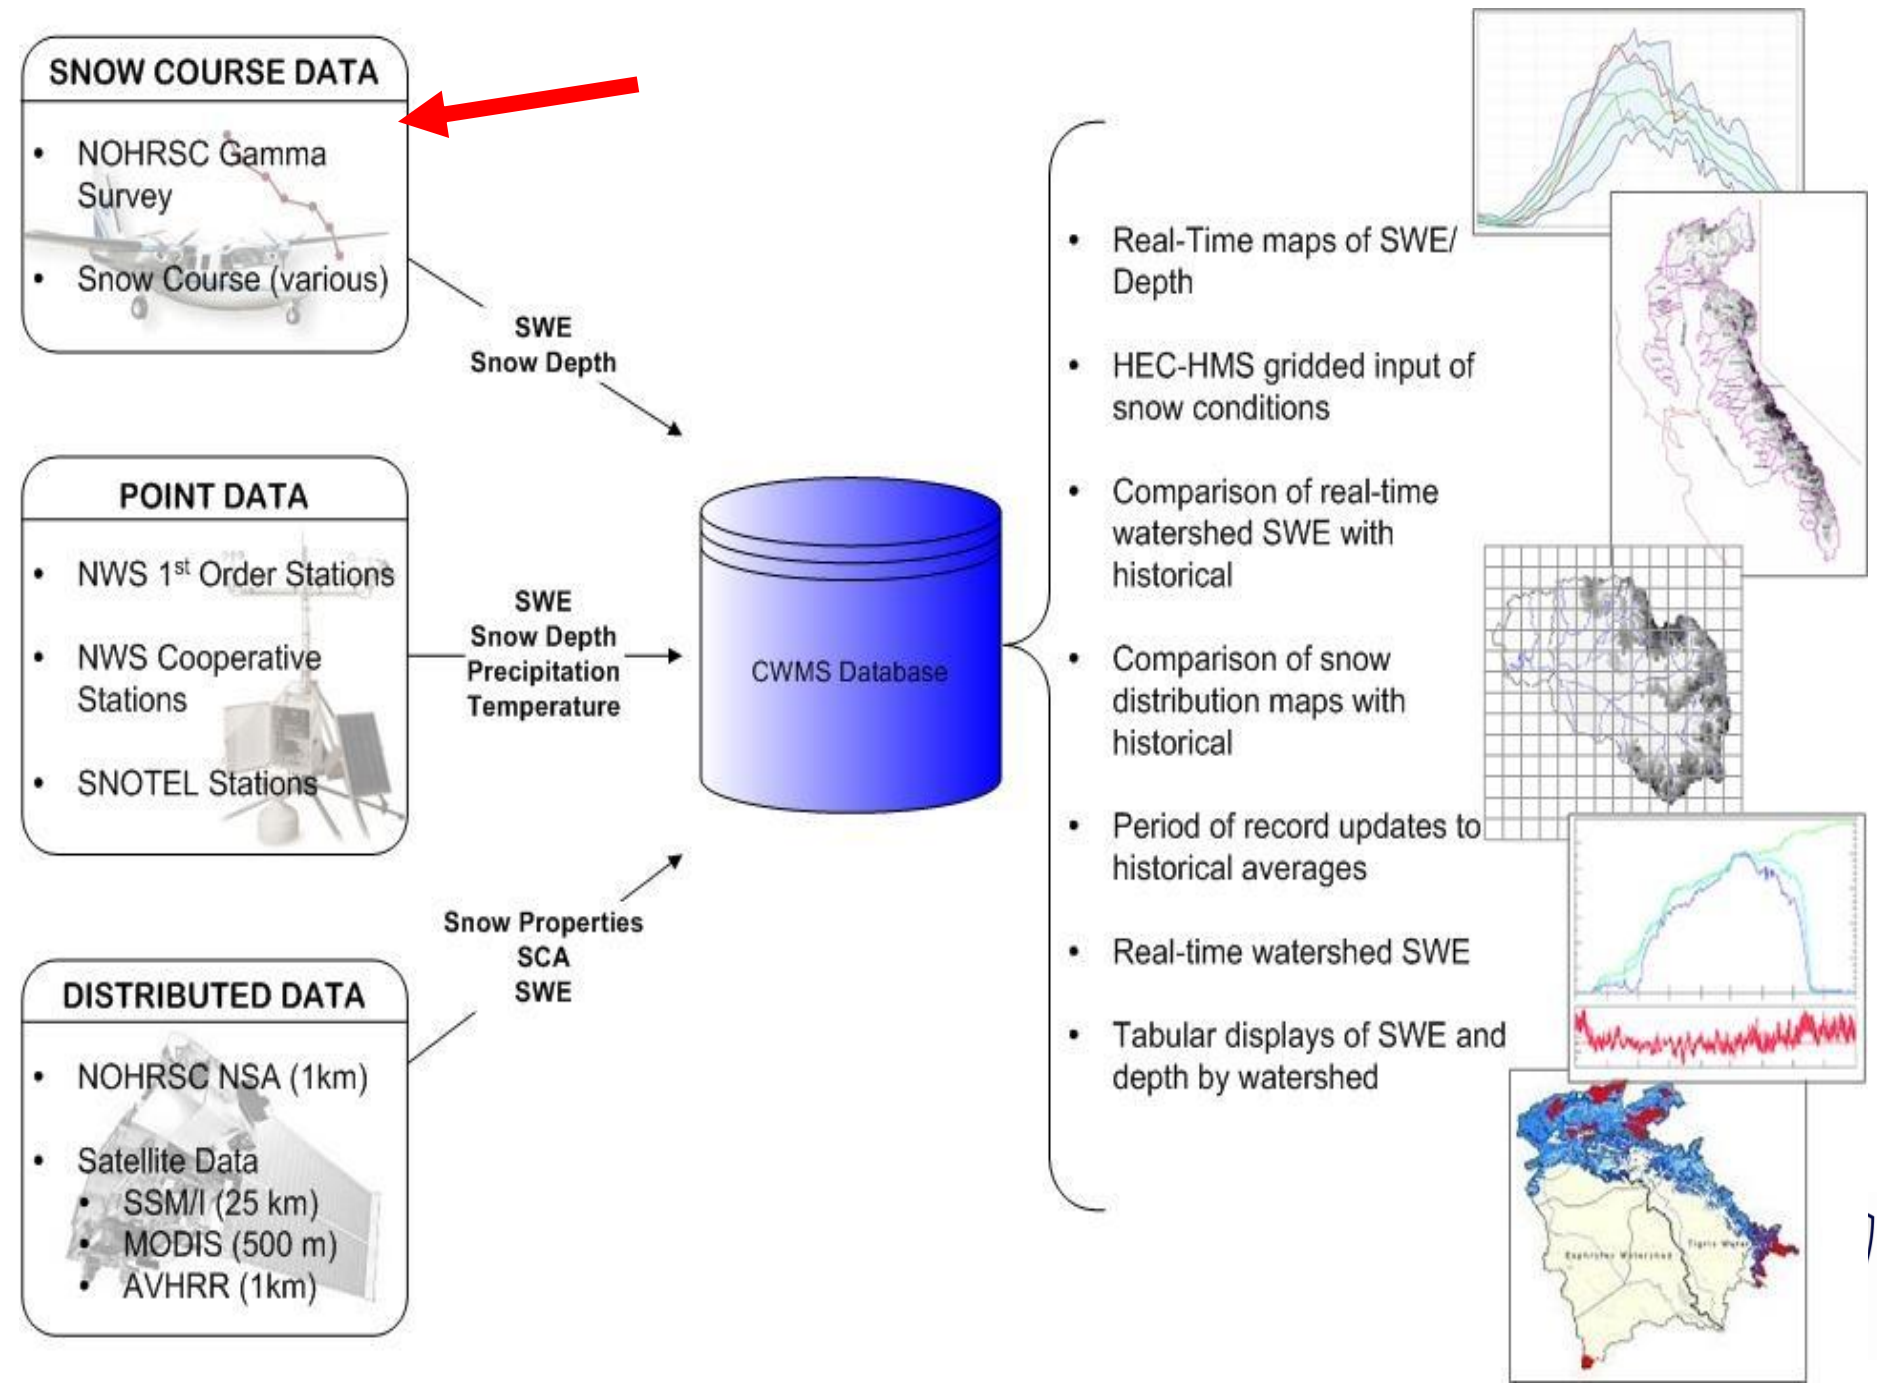 SNOW COURSE DATA
• NOHRSC Gamma
Survey
• Snow Course (various)
SWE
Snow Depth
POINT DATA
• NWS 1st Order Stations
• NWS Cooperative
Stations
• SNOTEL Stations
SWE
Snow Depth
Precipitation
Temperature
DISTRIBUTED DATA
• NOHRSC NSA (1km)
• Satellite Data
• SSM/I (25 km)
• MODIS (500 m)
• AVHRR (1km)
Snow Properties
SCA
SWE
CWMS Database
• Real-Time maps of SWE/
Depth
• HEC-HMS gridded input of
snow conditions
• Comparison of real-time
watershed SWE with
historical
• Comparison of snow
distribution maps with
historical
• Period of record updates to
historical averages
• Real-time watershed SWE
• Tabular displays of SWE and
depth by watershed
Watershed
Tigris